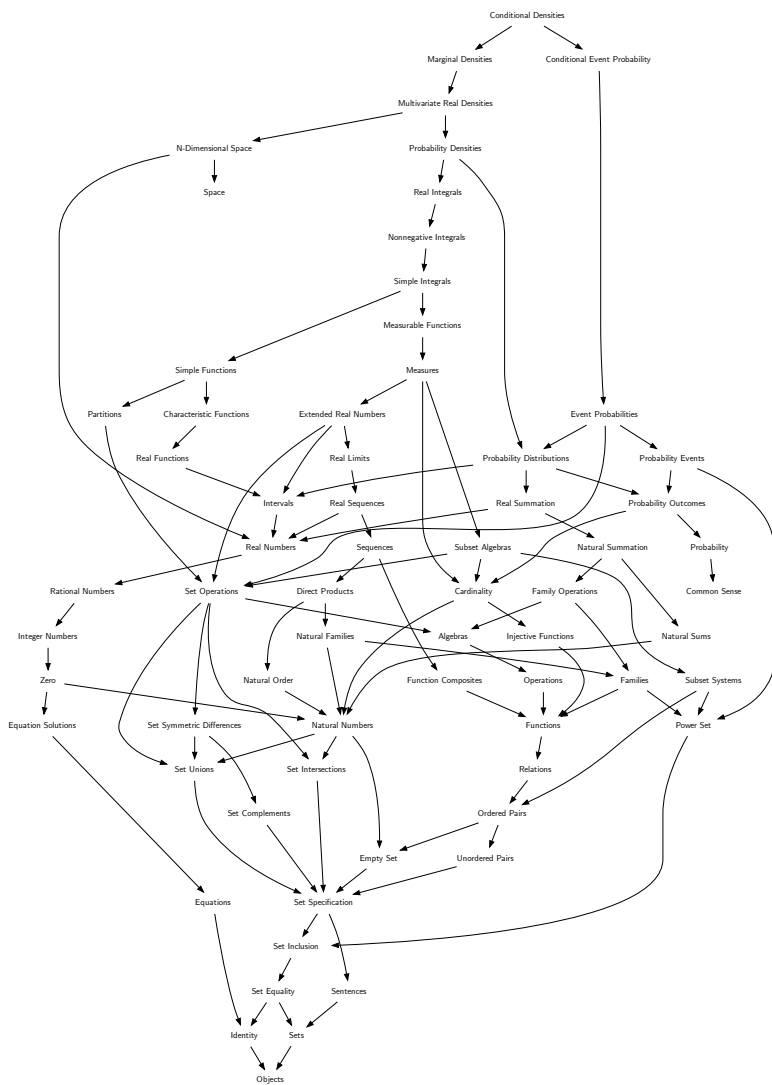 Conditional Densities
Marginal Densities
Conditional Event Probability
Multivariate Real Densities
N-Dimensional Space
Probability Densities
Space
Real Integrals
Nonnegative Integrals
Simple Integrals
Measurable Functions
Simple Functions
Measures
Partitions
Characteristic Functions
Extended Real Numbers
Event Probabilities
Real Functions
Real Limits
Probability Distributions
Probability Events
Intervals
Real Sequences
Real Summation
Probability Outcomes
Real Numbers
Sequences
Subset Algebras
Natural Summation
Probability
Rational Numbers
Set Operations
Direct Products
Cardinality
Family Operations
Common Sense
Integer Numbers
Natural Families
Algebras
Injective Functions
Natural Sums
Zero
Natural Order
Function Composites
Operations
Families
Subset Systems
Equation Solutions
Set Symmetric Differences
Natural Numbers
Functions
Power Set
Set Unions
Set Intersections
Relations
Set Complements
Ordered Pairs
Empty Set
Unordered Pairs
Equations
Set Specification
Set Inclusion
Set Equality
Sentences
Identity
Sets
Objects